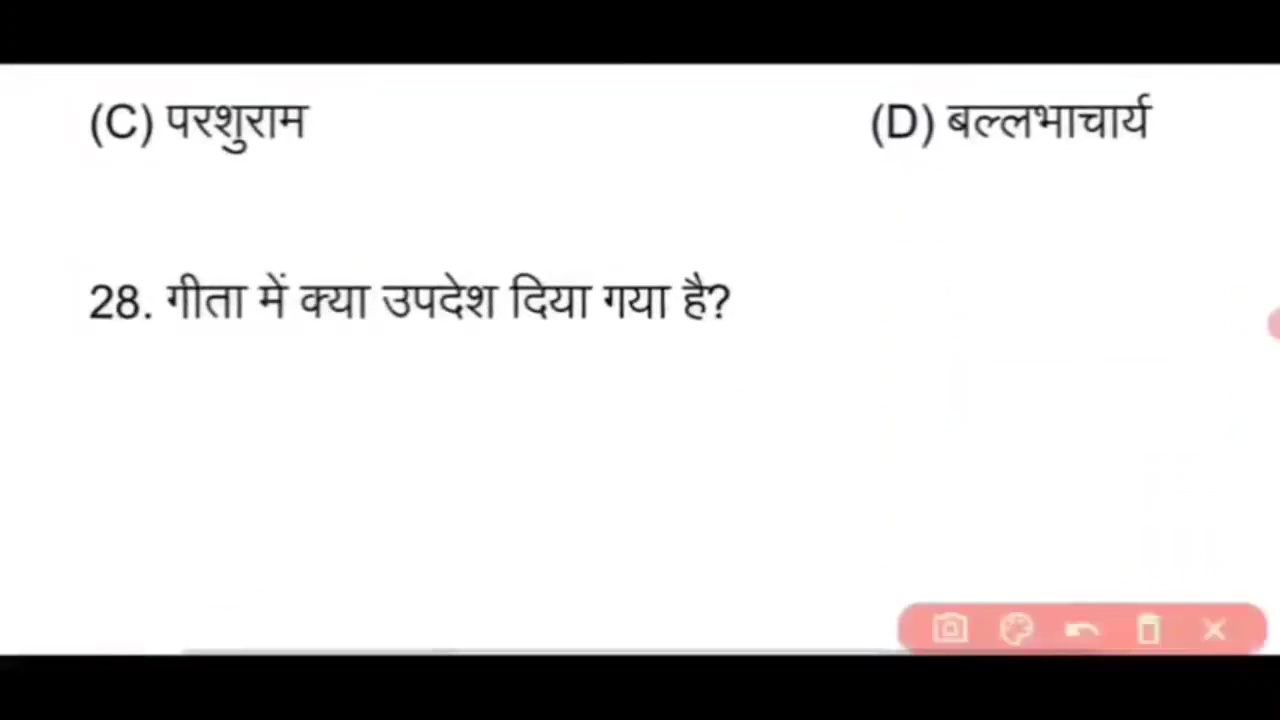 (C) परशुराम (D) बल्लभाचार्य
28. गीता में क्या उपदेश दिया गया है?